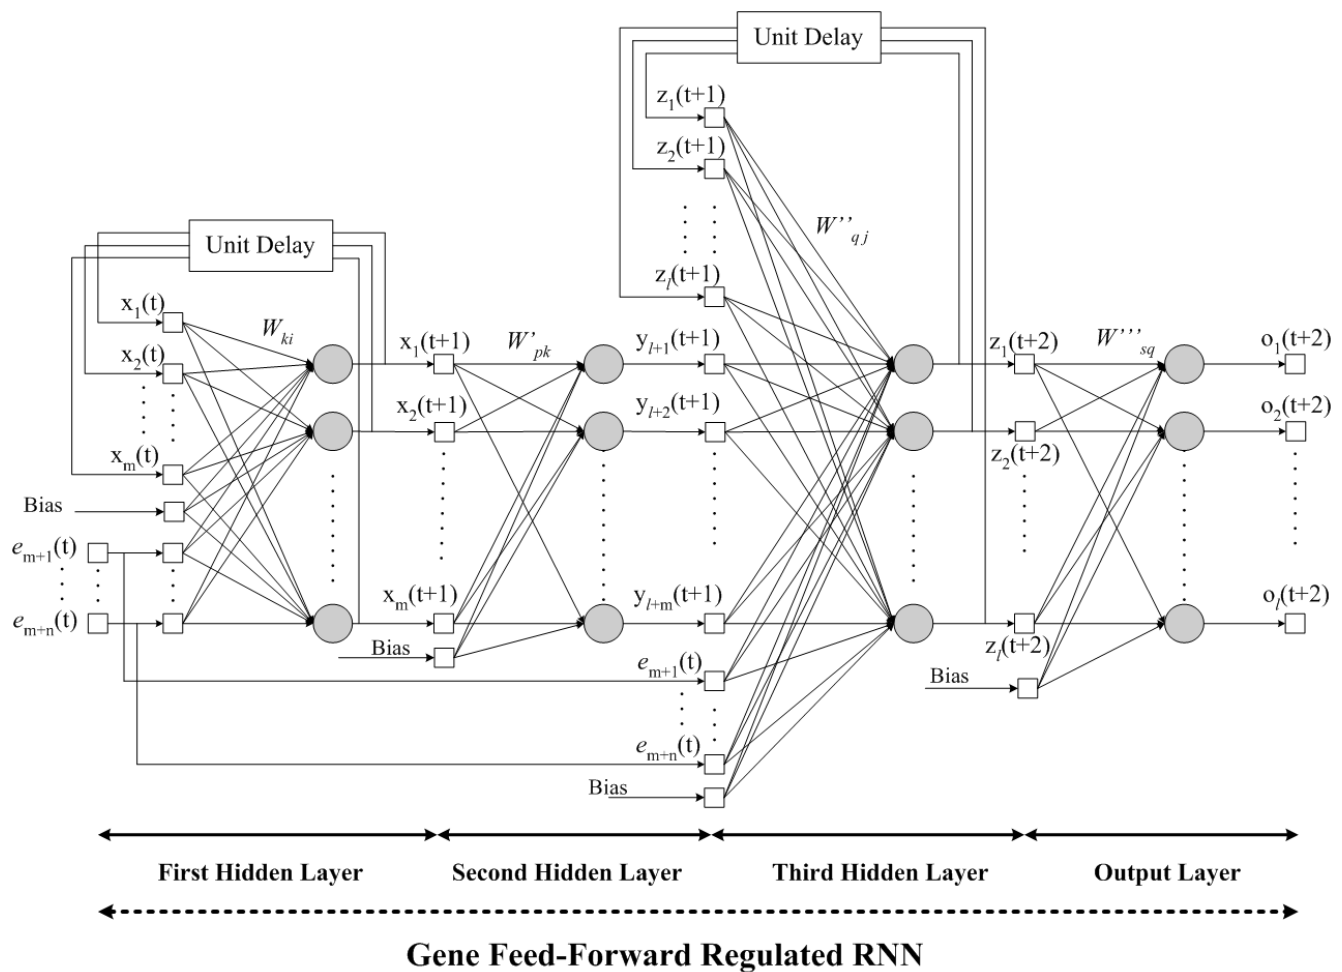 Unit Delay
z1(t+1)
z2(t+1)
zl(t+1)
W''qj
Unit Delay
x1(t)
x2(t)
xm(t)
Bias
em+1(t)
em+n(t)
Wki
x1(t+1)
x2(t+1)
xm(t+1)
Bias
W'pk
yl+1(t+1)
yl+2(t+1)
yl+m(t+1)
em+1(t)
em+n(t)
Bias
z1(t+2)
z2(t+2)
zl(t+2)
Bias
W'''sq
o1(t+2)
o2(t+2)
ol(t+2)
First Hidden Layer
Second Hidden Layer
Third Hidden Layer
Output Layer
Gene Feed-Forward Regulated RNN